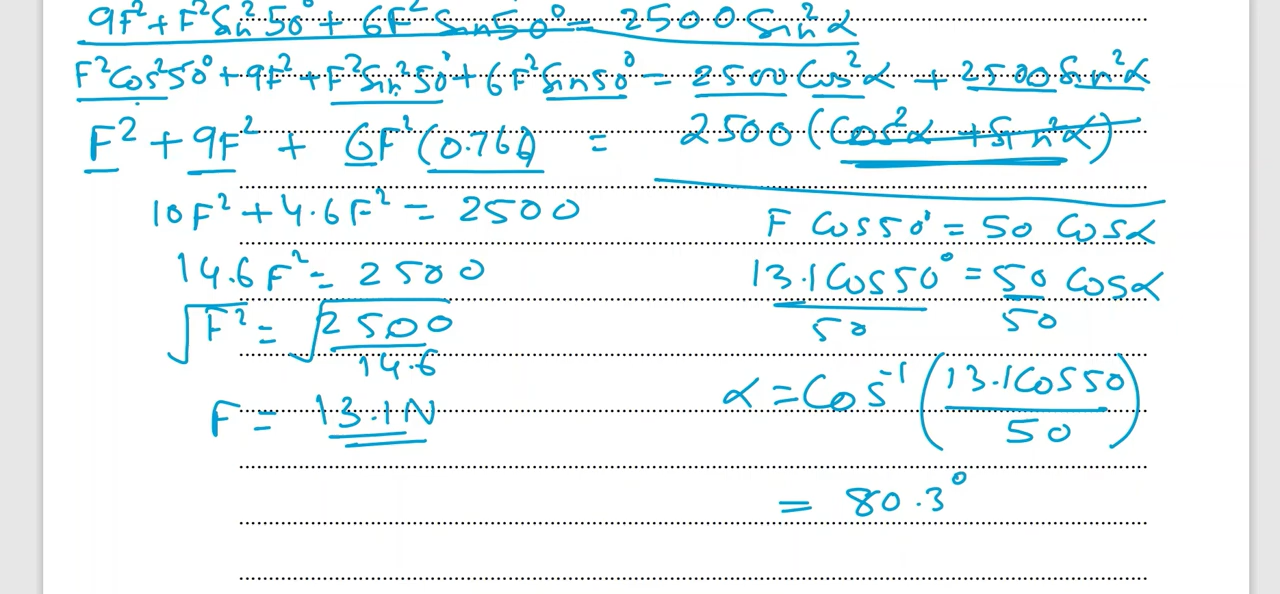 9F² + F²Sin²50° + 6F²Sin50° = 2500 Sin²α
F²Cos²50° + 9F² + F²Sin²50° + 6F²Sin50° = 2500 Cos²α + 2500 Sin²α
F² + 9F² + 6F²(0.766) = 2500 (Cos²α + Sin²α)
10F² + 4.6F² = 2500
14.6F² = 2500
√F² = √2500/14.6
F = 13.1N
F Cos50° = 50 Cosα
13.1Cos50°/50 = 50 Cosα/50
α = Cos⁻¹(13.1Cos50/50)
= 80.3°